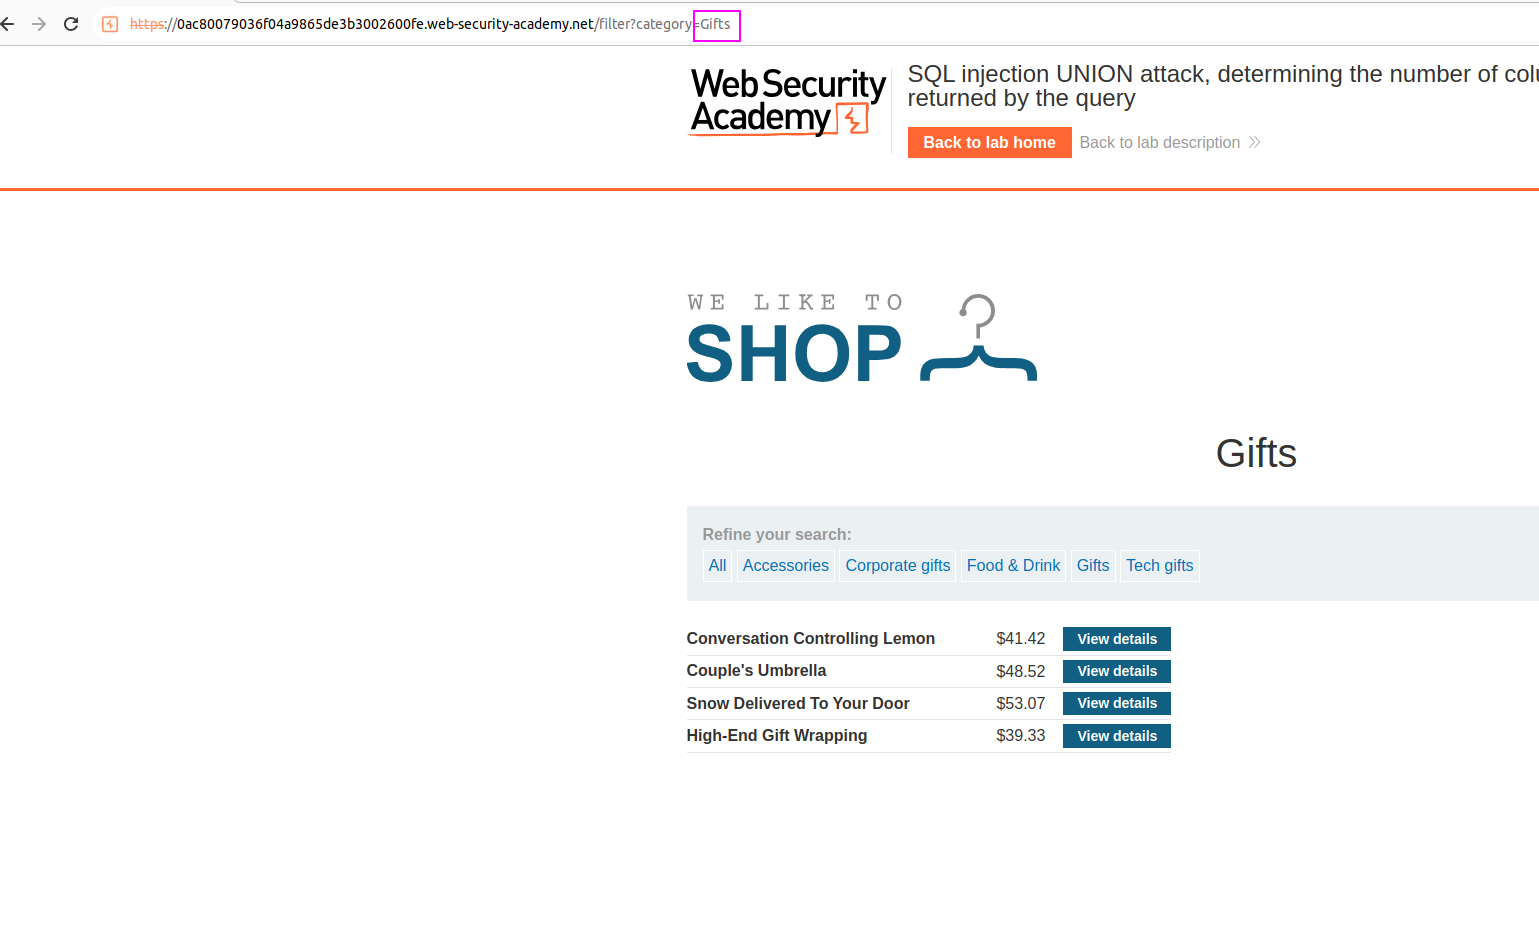 https://0ac80079036f04a9865de3b3002600fe.web-security-academy.net/filter?category=Gifts
Web Security
Academy
SQL injection UNION attack, determining the number of colu
returned by the query
Back to lab home
Back to lab description
WE LIKE TO
SHOP
Gifts
Refine your search:
All Accessories Corporate gifts Food & Drink Gifts Tech gifts
Conversation Controlling Lemon $41.42 View details
Couple's Umbrella $48.52 View details
Snow Delivered To Your Door $53.07 View details
High-End Gift Wrapping $39.33 View details